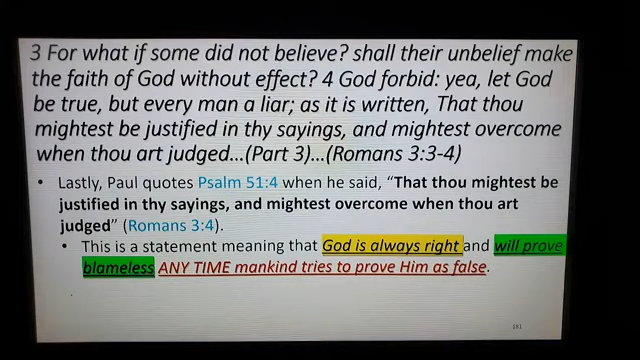 3 For what if some did not believe? shall their unbelief make
the faith of God without effect? 4 God forbid: yea, let God
be true, but every man a liar; as it is written, That thou
mightest be justified in thy sayings, and mightest overcome
when thou art judged…(Part 3)…(Romans 3:3-4)
• Lastly, Paul quotes Psalm 51:4 when he said, “That thou mightest be
justified in thy sayings, and mightest overcome when thou art
judged” (Romans 3:4).
• This is a statement meaning that God is always right and will prove
blameless ANY TIME mankind tries to prove Him as false.
181